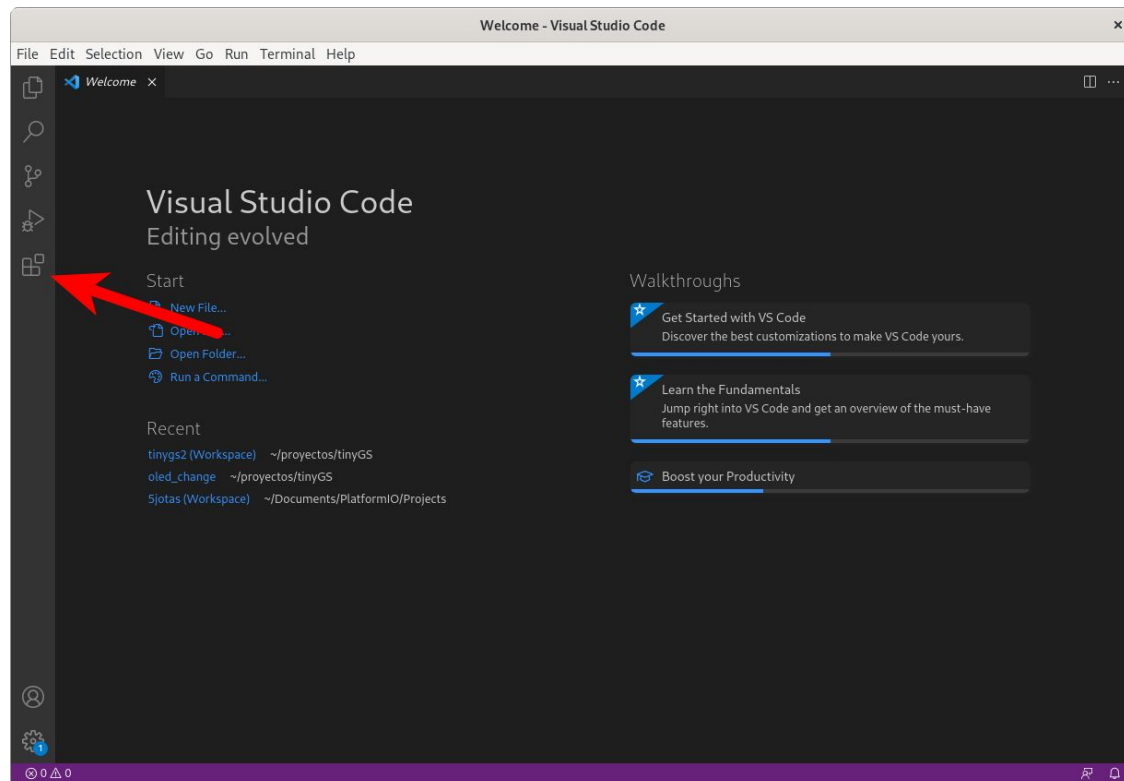 Welcome - Visual Studio Code
File Edit Selection View Go Run Terminal Help
Welcome
Visual Studio Code
Editing evolved
Start
New File...
Open
Open Folder...
Run a Command...
Recent
tinygs2 (Workspace) ~/proyectos/tinyGS
oled_change ~/proyectos/tinyGS
5jotas (Workspace) ~/Documents/PlatformIO/Projects
Walkthroughs
Get Started with VS Code
Discover the best customizations to make VS Code yours.
Learn the Fundamentals
Jump right into VS Code and get an overview of the must-have
features.
Boost your Productivity
1
0 0